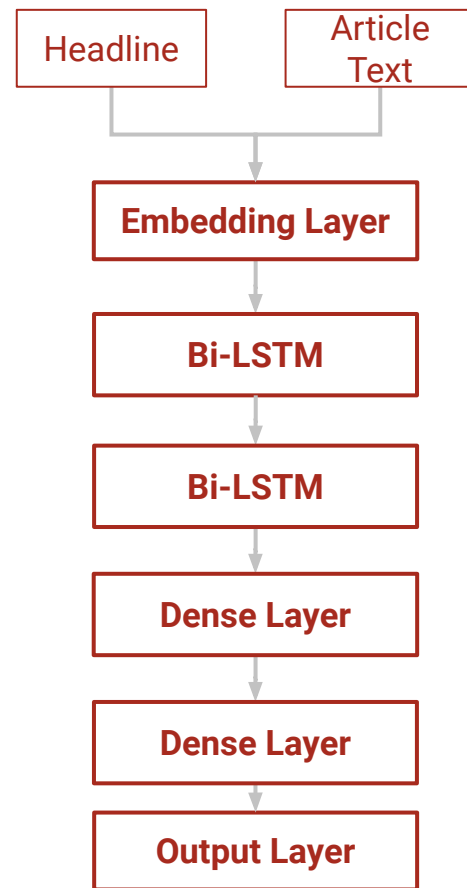 Headline
Article
Text
Embedding Layer
Bi-LSTM
Bi-LSTM
Dense Layer
Dense Layer
Output Layer